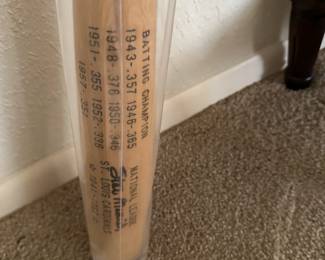 BATTING CHAMPION
1943-.357 1946-.365
1948-.376 1950-.346
1951-.355 1952-.336
1957-.351
NATIONAL LEAGUE
Stan Musial
ST. LOUIS CARDINALS